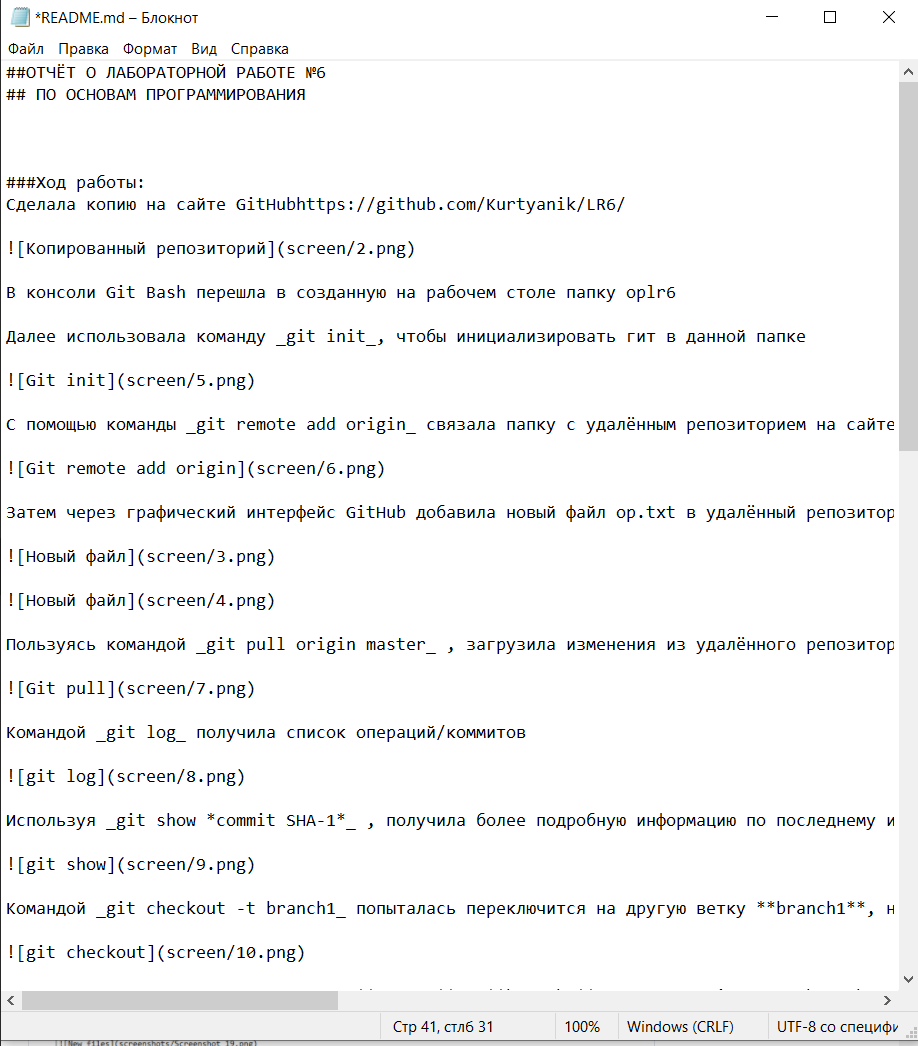 *README.md – Блокнот
Файл Правка Формат Вид Справка
##ОТЧЁТ О ЛАБОРАТОРНОЙ РАБОТЕ №6
## ПО ОСНОВАМ ПРОГРАММИРОВАНИЯ
###Ход работы:
Сделала копию на сайте GitHubhttps://github.com/Kurtyanik/LR6/
![Копированный репозиторий](screen/2.png)
В консоли Git Bash перешла в созданную на рабочем столе папку oplr6
Далее использовала команду _git init_, чтобы инициализировать гит в данной папке
![Git init](screen/5.png)
С помощью команды _git remote add origin_ связала папку с удалённым репозиторием на сайте
![Git remote add origin](screen/6.png)
Затем через графический интерфейс GitHub добавила новый файл op.txt в удалённый репозитор
![Новый файл](screen/3.png)
![Новый файл](screen/4.png)
Пользуясь командой _git pull origin master_ , загрузила изменения из удалённого репозитор
![Git pull](screen/7.png)
Командой _git log_ получила список операций/коммитов
![git log](screen/8.png)
Используя _git show *commit SHA-1*_ , получила более подробную информацию по последнему и
![git show](screen/9.png)
Командой _git checkout -t branch1_ попыталась переключится на другую ветку **branch1**, н
![git checkout](screen/10.png)
Стр 41, стлб 31 100% Windows (CRLF) UTF-8 со специфи
![New files](screenshots/Screenshot_19.png)